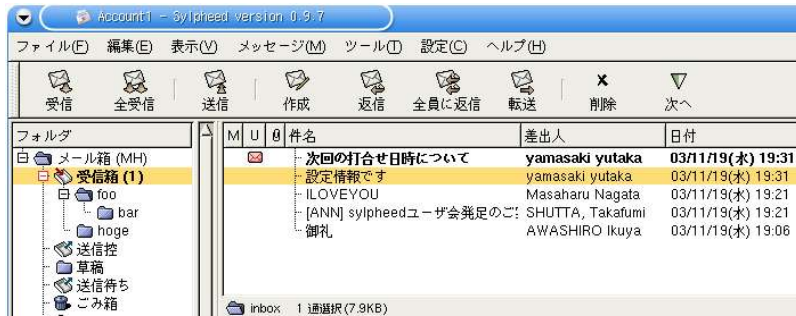 Account1 - Sylpheed version 0.9.7
ファイル(F) 編集(E) 表示(V) メッセージ(M) ツール(T) 設定(C) ヘルプ(H)
受信 全受信 送信 作成 返信 全員に返信 転送 削除 次へ
フォルダ
メール箱 (MH)
受信箱 (1)
foo
bar
hoge
送信控
草稿
送信待ち
ごみ箱
M U 件名 差出人 日付
次回の打合せ日時について yamasaki yutaka 03/11/19(水) 19:31
設定情報です yamasaki yutaka 03/11/19(水) 19:31
ILOVEYOU Masaharu Nagata 03/11/19(水) 19:21
[ANN] sylpheedユーザ会発足のご SHUTTA, Takafumi 03/11/19(水) 19:21
御礼 AWASHIRO Ikuya 03/11/19(水) 19:06
inbox 1 通選択(7.9KB)